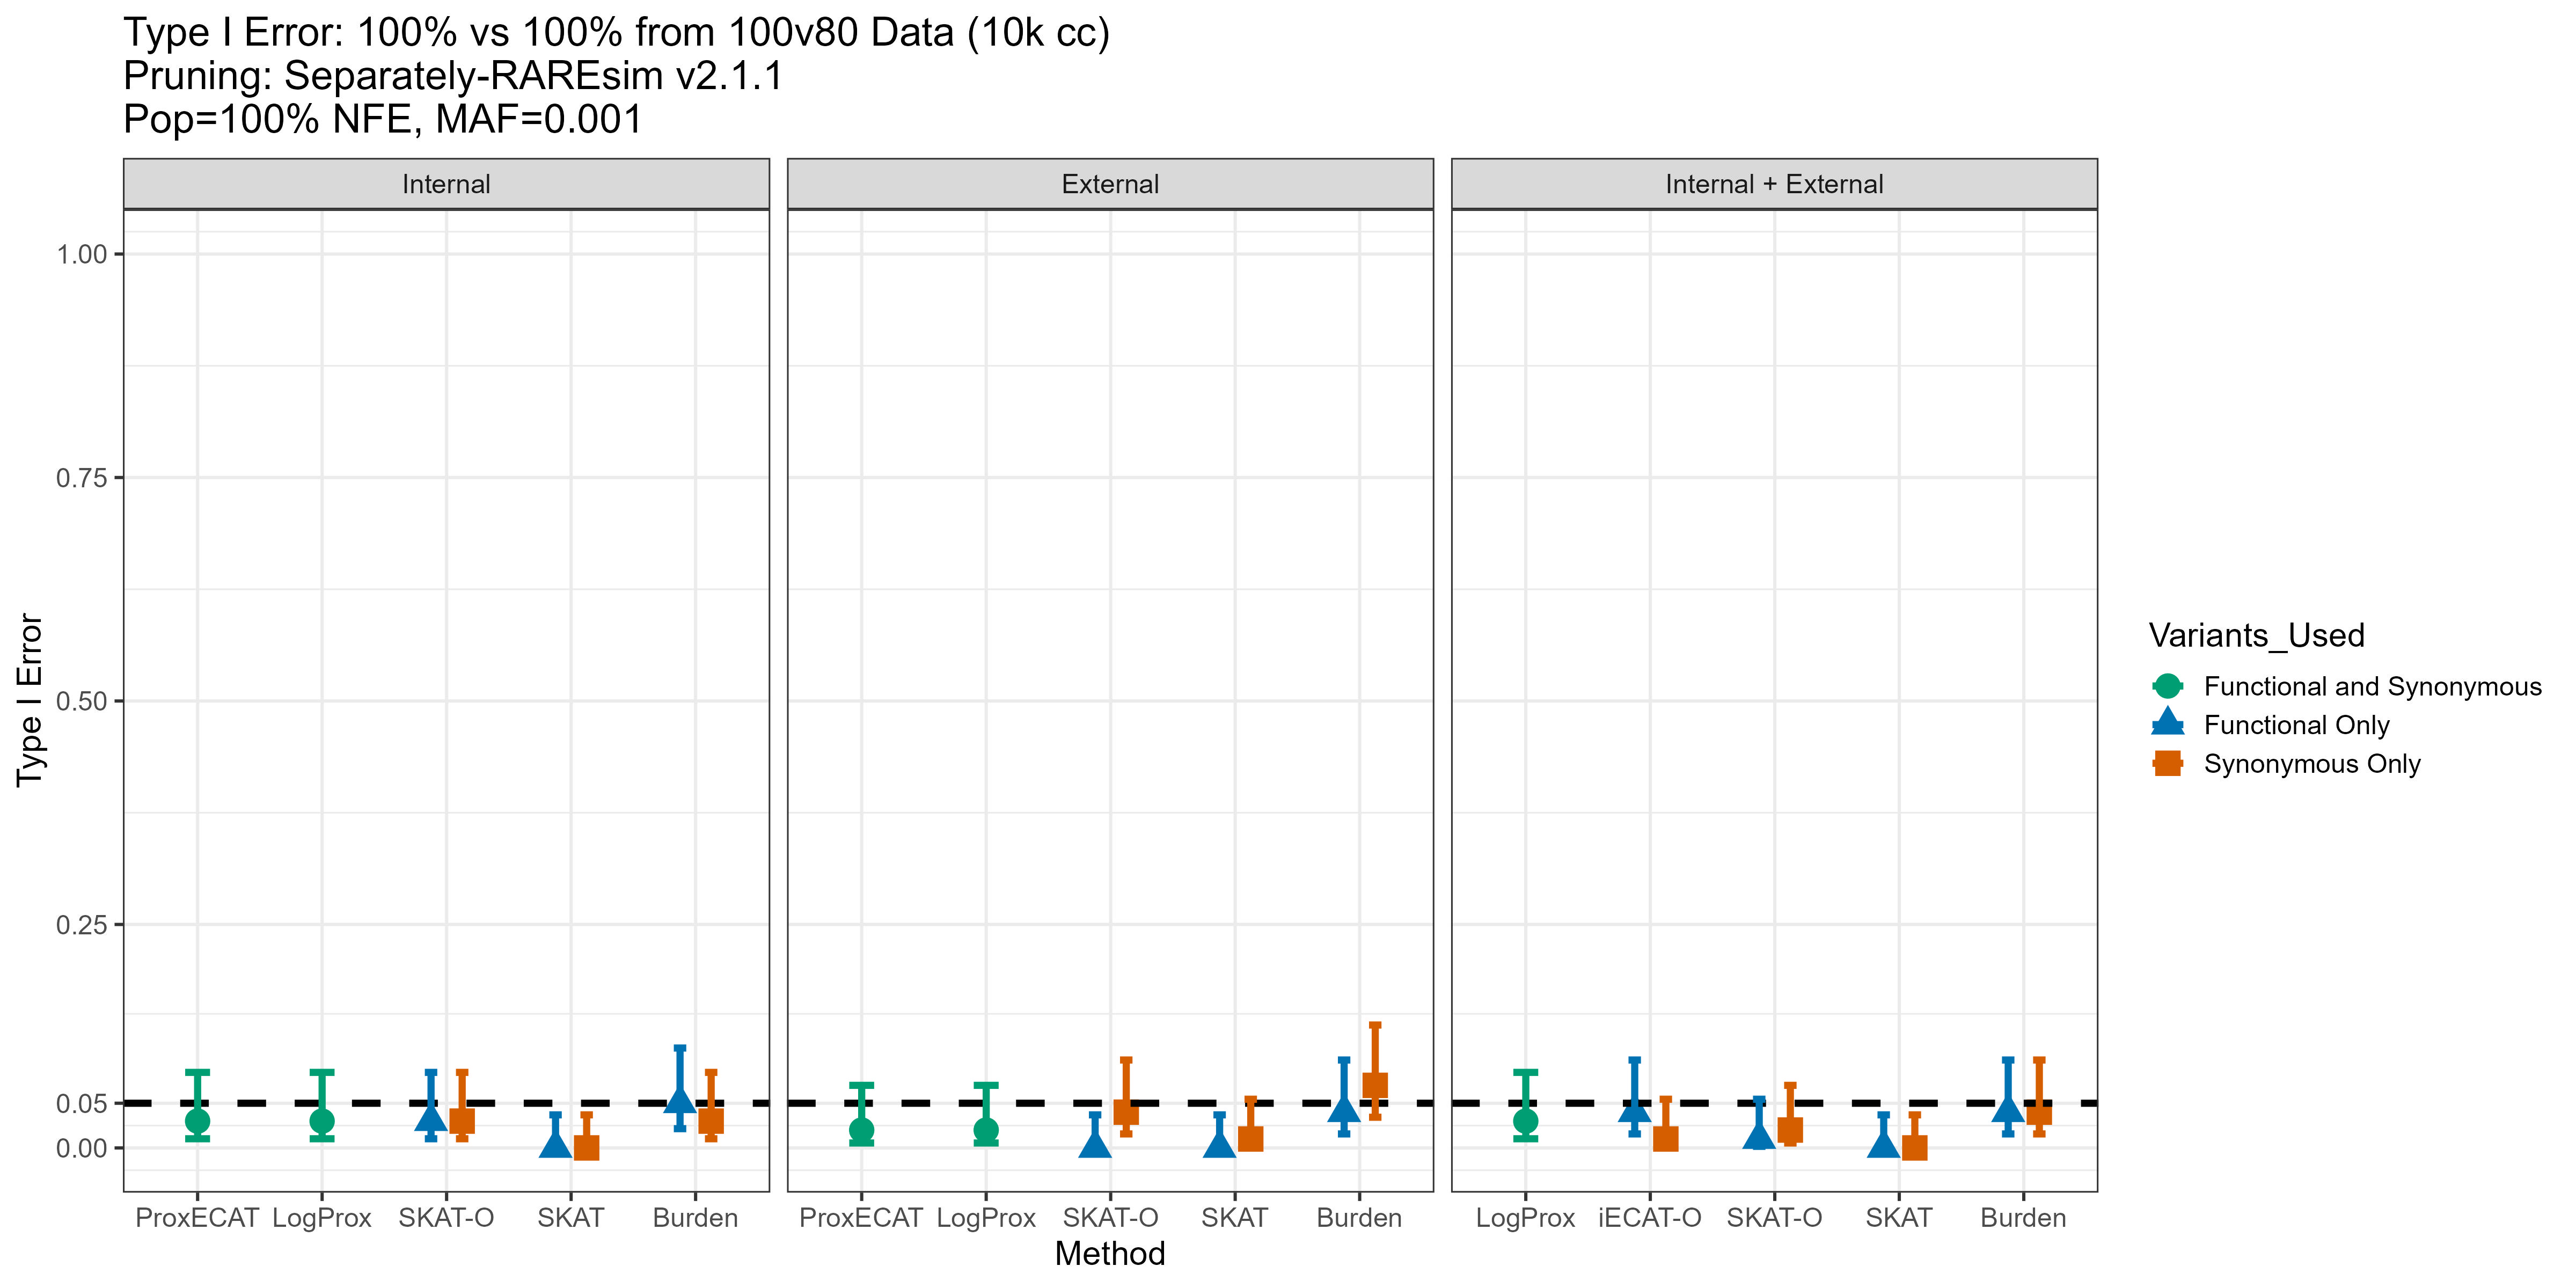 Type I Error: 100% vs 100% from 100v80 Data (10k cc)
Pruning: Separately-RAREsim v2.1.1
Pop=100% NFE, MAF=0.001
Internal
External
Internal + External
Type I Error
1.00
0.75
0.50
0.25
0.05
0.00
ProxECAT LogProx SKAT-O SKAT Burden
ProxECAT LogProx SKAT-O SKAT Burden
LogProx iECAT-O SKAT-O SKAT Burden
Method
Variants_Used
Functional and Synonymous
Functional Only
Synonymous Only